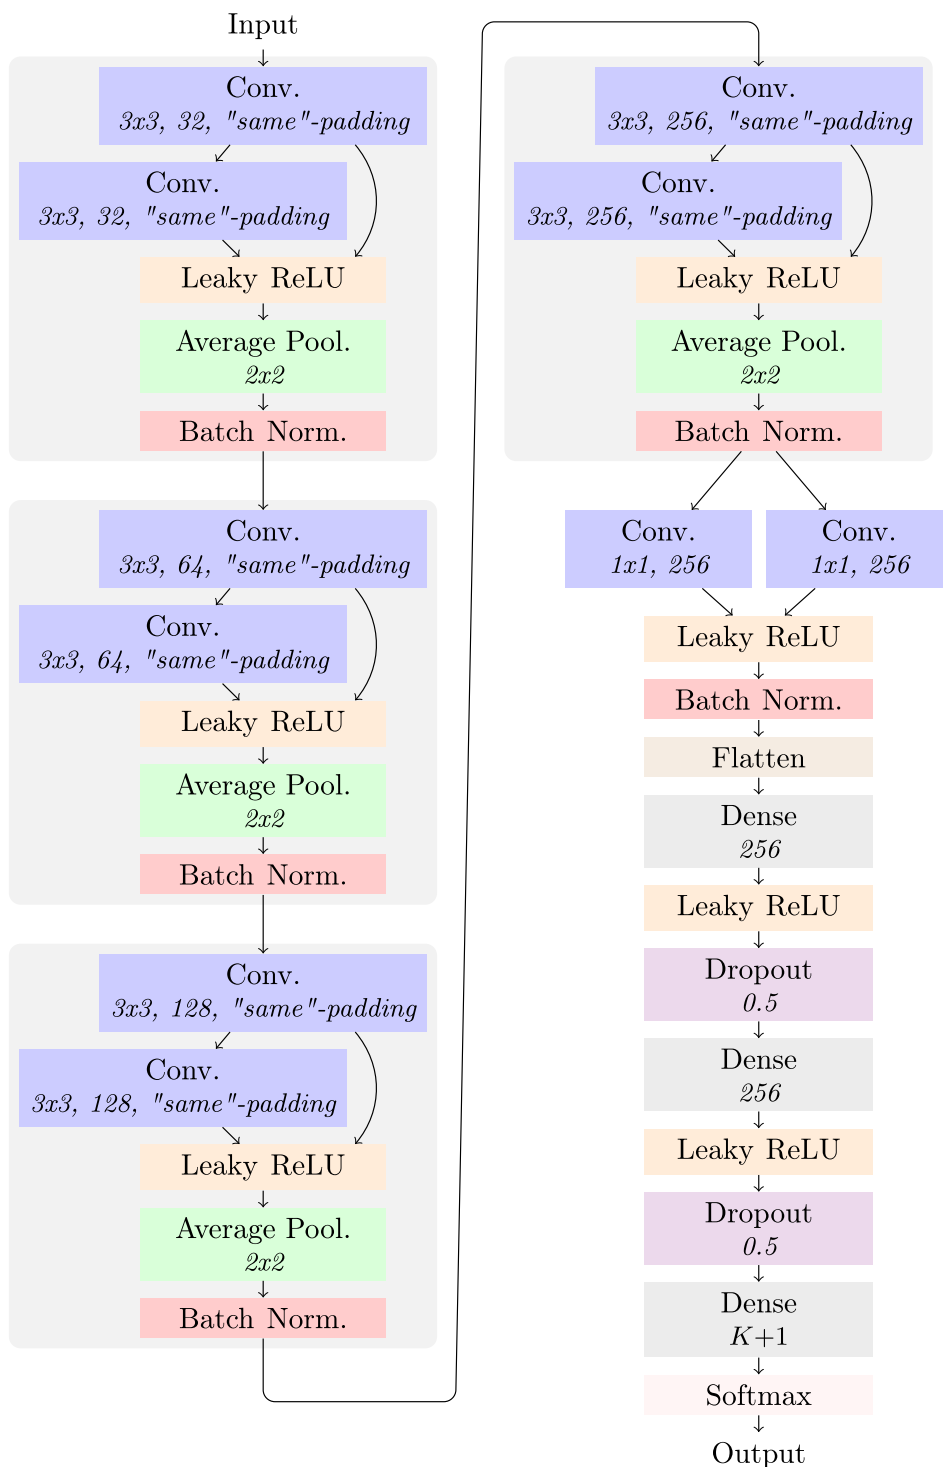 Input
Conv.
3x3, 32, "same"-padding
Conv.
3x3, 32, "same"-padding
Leaky ReLU
Average Pool.
2x2
Batch Norm.
Conv.
3x3, 64, "same"-padding
Conv.
3x3, 64, "same"-padding
Leaky ReLU
Average Pool.
2x2
Batch Norm.
Conv.
3x3, 128, "same"-padding
Conv.
3x3, 128, "same"-padding
Leaky ReLU
Average Pool.
2x2
Batch Norm.
Conv.
3x3, 256, "same"-padding
Conv.
3x3, 256, "same"-padding
Leaky ReLU
Average Pool.
2x2
Batch Norm.
Conv.
1x1, 256
Conv.
1x1, 256
Leaky ReLU
Batch Norm.
Flatten
Dense
256
Leaky ReLU
Dropout
0.5
Dense
256
Leaky ReLU
Dropout
0.5
Dense
K+1
Softmax
Output